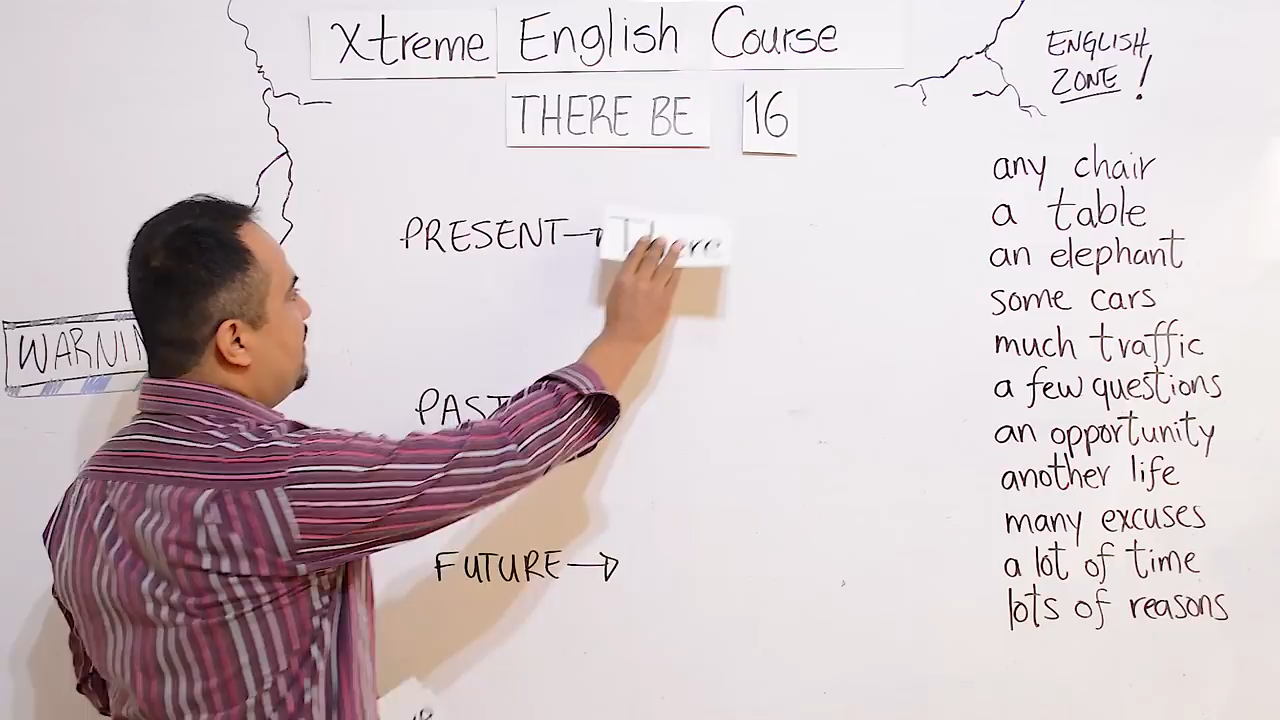 Xtreme English Course
THERE BE 16
ENGLISH
ZONE!
PRESENT→ There
PAST
FUTURE→
any chair
a table
an elephant
some cars
much traffic
a few questions
an opportunity
another life
many excuses
a lot of time
lots of reasons